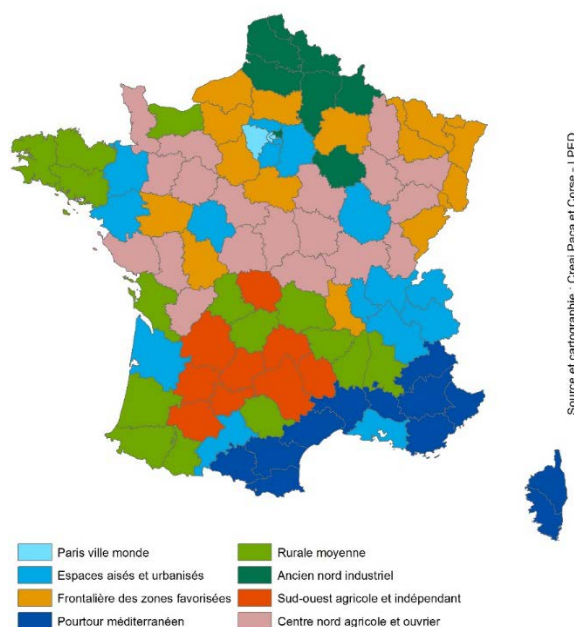 Source et cartographie : Creai Paca et Corse - LPED
Paris ville monde
Espaces aisés et urbanisés
Frontalière des zones favorisées
Pourtour méditerranéen
Rurale moyenne
Ancien nord industriel
Sud-ouest agricole et indépendant
Centre nord agricole et ouvrier